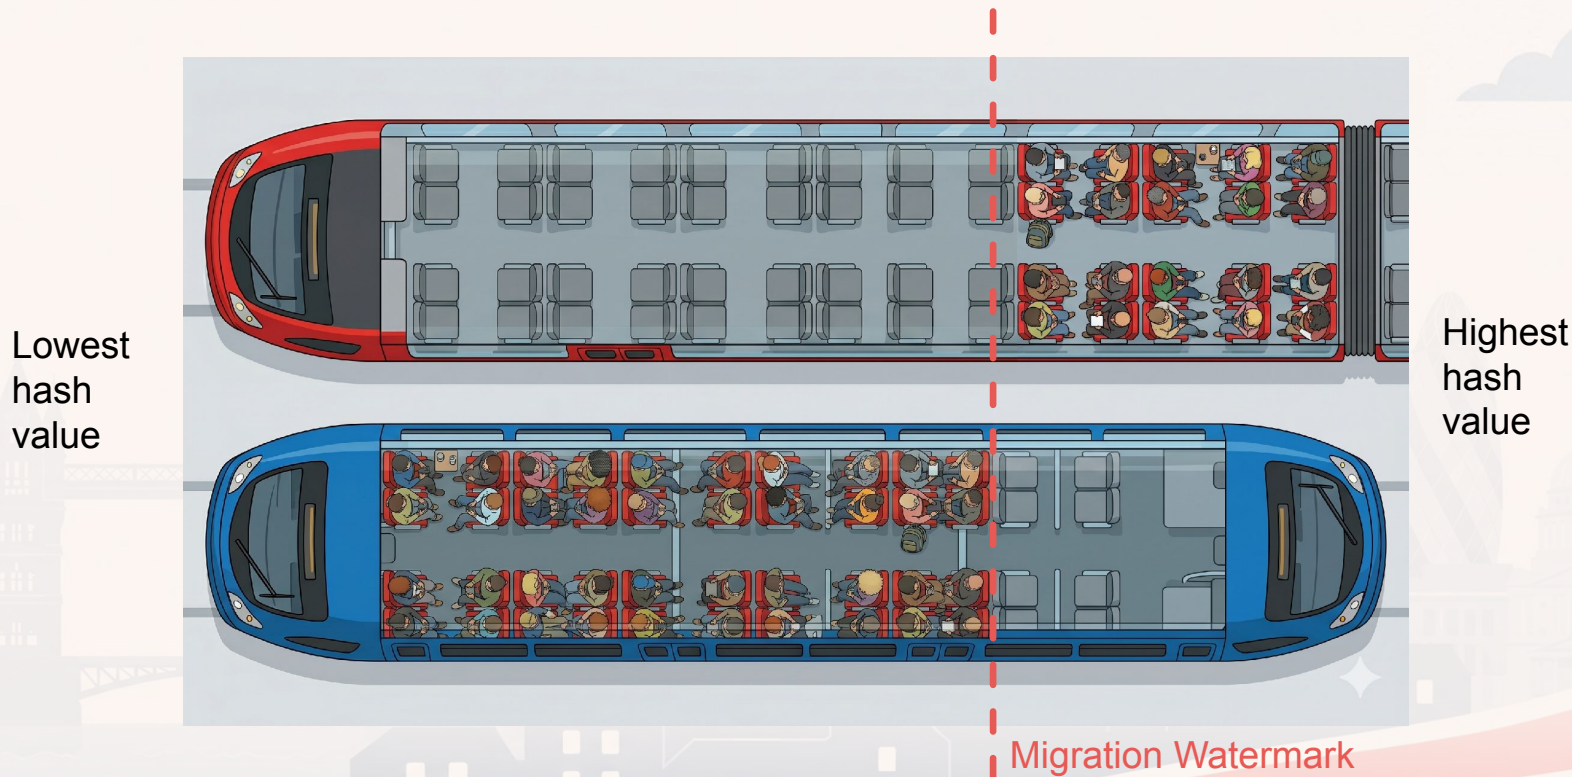 Lowest
hash
value
Highest
hash
value
Migration Watermark